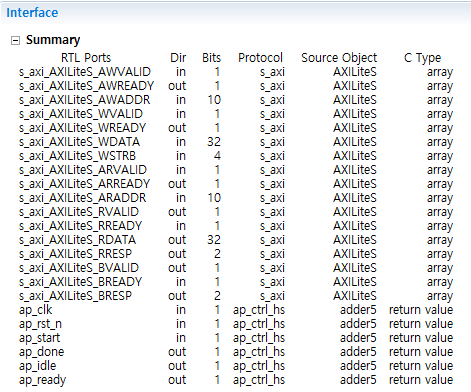 Interface
Summary
RTL Ports Dir Bits Protocol Source Object C Type
s_axi_AXILiteS_AWVALID in 1 s_axi AXILiteS array
s_axi_AXILiteS_AWREADY out 1 s_axi AXILiteS array
s_axi_AXILiteS_AWADDR in 10 s_axi AXILiteS array
s_axi_AXILiteS_WVALID in 1 s_axi AXILiteS array
s_axi_AXILiteS_WREADY out 1 s_axi AXILiteS array
s_axi_AXILiteS_WDATA in 32 s_axi AXILiteS array
s_axi_AXILiteS_WSTRB in 4 s_axi AXILiteS array
s_axi_AXILiteS_ARVALID in 1 s_axi AXILiteS array
s_axi_AXILiteS_ARREADY out 1 s_axi AXILiteS array
s_axi_AXILiteS_ARADDR in 10 s_axi AXILiteS array
s_axi_AXILiteS_RVALID out 1 s_axi AXILiteS array
s_axi_AXILiteS_RREADY in 1 s_axi AXILiteS array
s_axi_AXILiteS_RDATA out 32 s_axi AXILiteS array
s_axi_AXILiteS_RRESP out 2 s_axi AXILiteS array
s_axi_AXILiteS_BVALID out 1 s_axi AXILiteS array
s_axi_AXILiteS_BREADY in 1 s_axi AXILiteS array
s_axi_AXILiteS_BRESP out 2 s_axi AXILiteS array
ap_clk in 1 ap_ctrl_hs adder5 return value
ap_rst_n in 1 ap_ctrl_hs adder5 return value
ap_start in 1 ap_ctrl_hs adder5 return value
ap_done out 1 ap_ctrl_hs adder5 return value
ap_idle out 1 ap_ctrl_hs adder5 return value
ap_ready out 1 ap_ctrl_hs adder5 return value